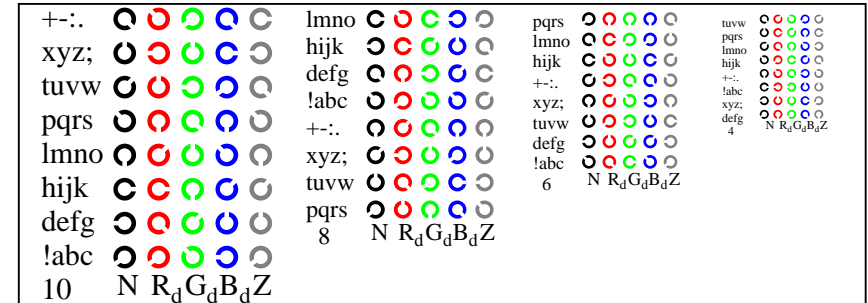 +-:.
xyz;
tuvw
pqrs
lmno
hijk
defg
!abc
10 N RdGdBdZ
lmno
hijk
defg
!abc
+-:.
xyz;
tuvw
pqrs
8 N RdGdBdZ
pqrs
lmno
hijk
+-:.
xyz;
tuvw
defg
!abc
6 N RdGdBdZ
tuvw
pqrs
lmno
hijk
+-:.
!abc
xyz;
defg
4 N RdGdBdZ